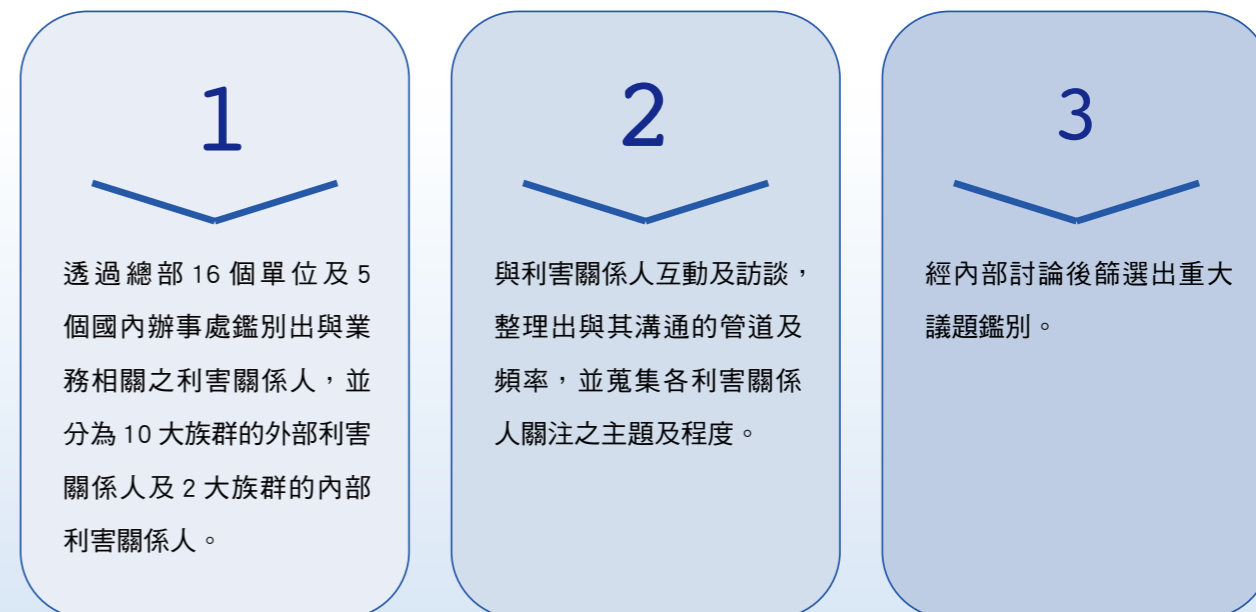 1
透過總部 16 個單位及 5
個國內辦事處鑑別出與業
務相關之利害關係人，並
分為 10 大族群的外部利害
關係人及 2 大族群的內部
利害關係人。
2
與利害關係人互動及訪談，
整理出與其溝通的管道及
頻率，並蒐集各利害關係
人關注之主題及程度。
3
經內部討論後篩選出重大
議題鑑別。